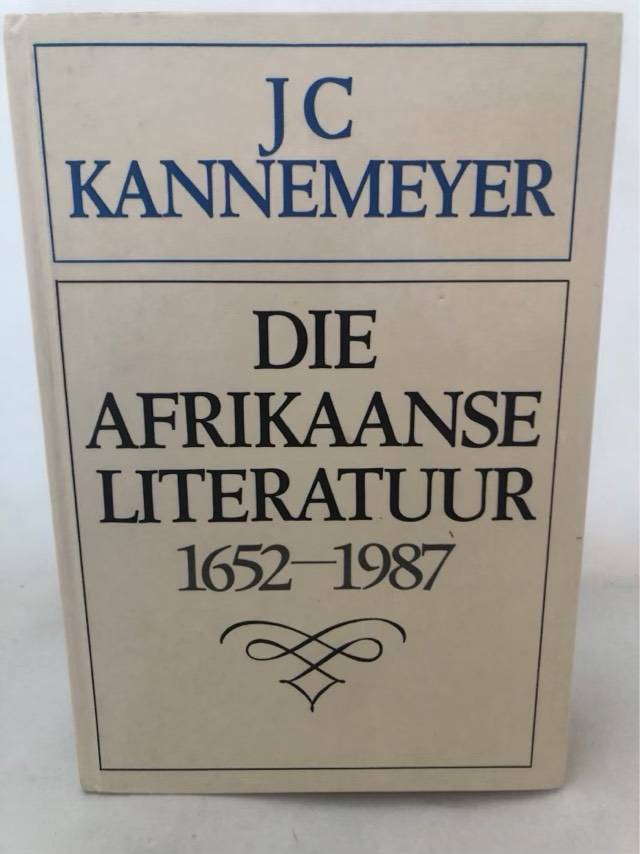 J C
KANNEMEYER
DIE
AFRIKAANSE
LITERATUUR
1652–1987